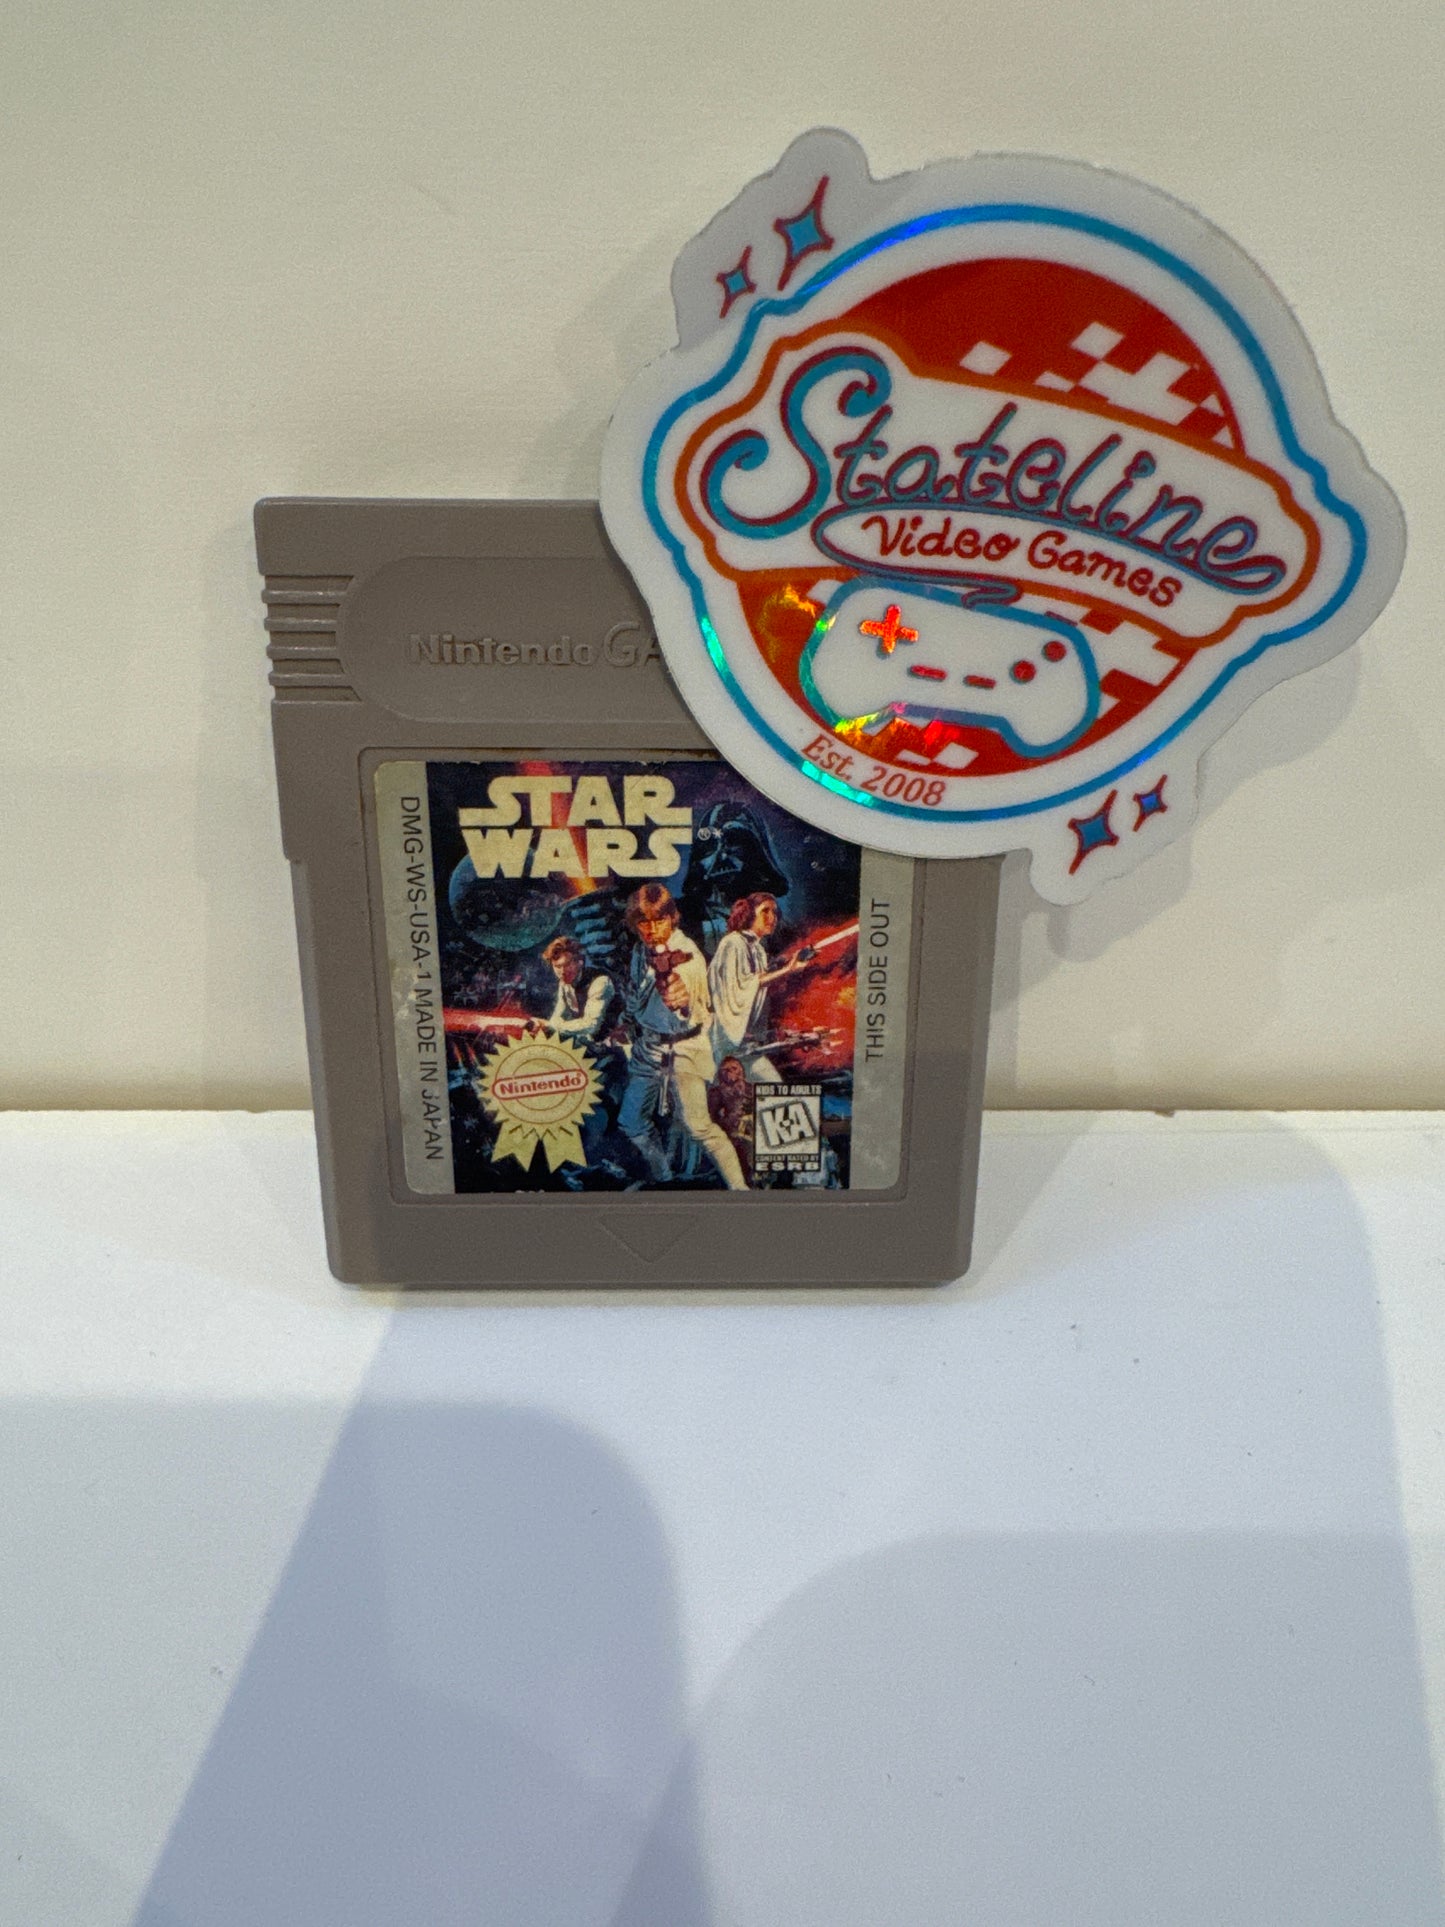 Stateline
Video Games
Est. 2008
Nintendo GA
STAR
WARS
®*
DMG-WS-USA-1 MADE IN JAPAN
THIS SIDE OUT
Nintendo
KIDS TO ADULTS
K-A
CONTENT RATED BY
ESRB